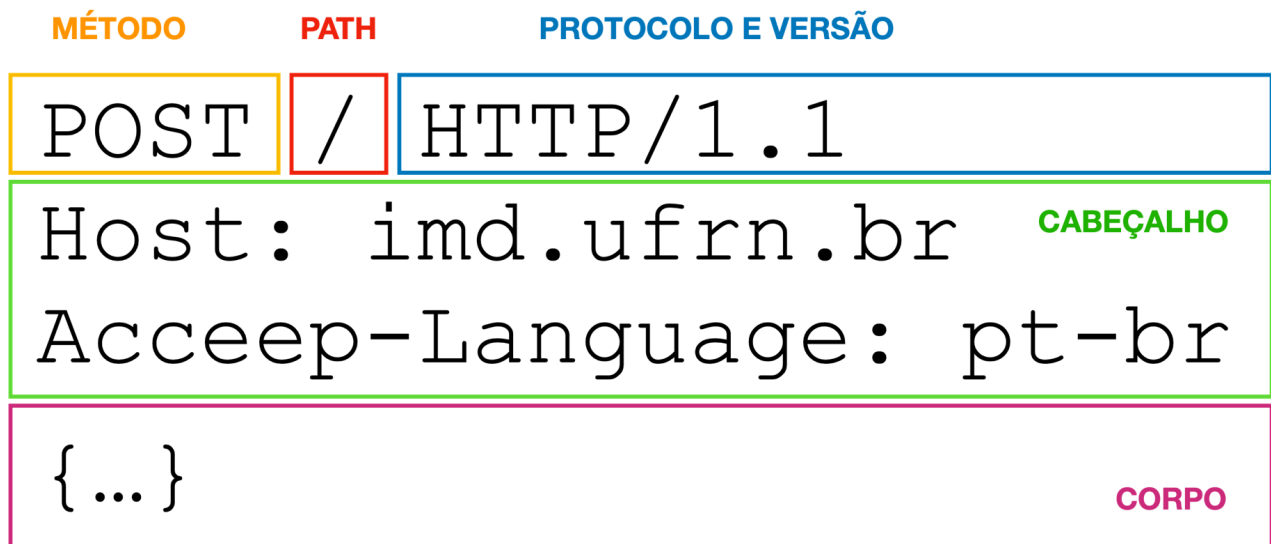 MÉTODO PATH PROTOCOLO E VERSÃO
POST / HTTP/1.1
Host: imd.ufrn.br CABEÇALHO
Acceep-Language: pt-br
{…}
CORPO